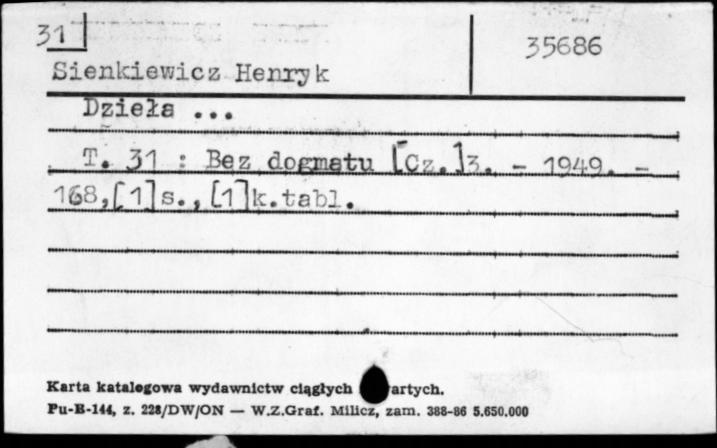 31
35686
Sienkiewicz Henryk
Dzieła ...
T. 31 : Bez dogmatu [Cz.]3. - 1949. -
168,[1]s., [1]k.tabl.
Karta katalogowa wydawnictw ciągłych artych.
Pu-B-144, z. 228/DW/ON — W.Z.Graf. Milicz, zam. 388-86 5.650.000